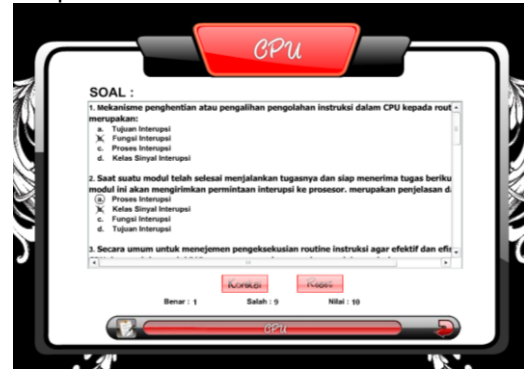 CPU
SOAL :
1. Mekanisme penghentian atau pengalihan pengolahan instruksi dalam CPU kepada rout
merupakan:
a. Tujuan Interupsi
b. Fungsi Interupsi
c. Proses Interupsi
d. Kelas Sinyal Interupsi
2. Saat suatu modul telah selesai menjalankan tugasnya dan siap menerima tugas beriku
modul ini akan mengirimkan permintaan interupsi ke prosesor. merupakan penjelasan da
a. Proses Interupsi
Kelas Sinyal Interupsi
c. Fungsi Interupsi
d. Tujuan Interupsi
3. Secara umum untuk menejemen pengeksekusian routine instruksi agar efektif dan efis
Koreksi
Benar : 1 Salah : 9 Nilai : 10
CPU